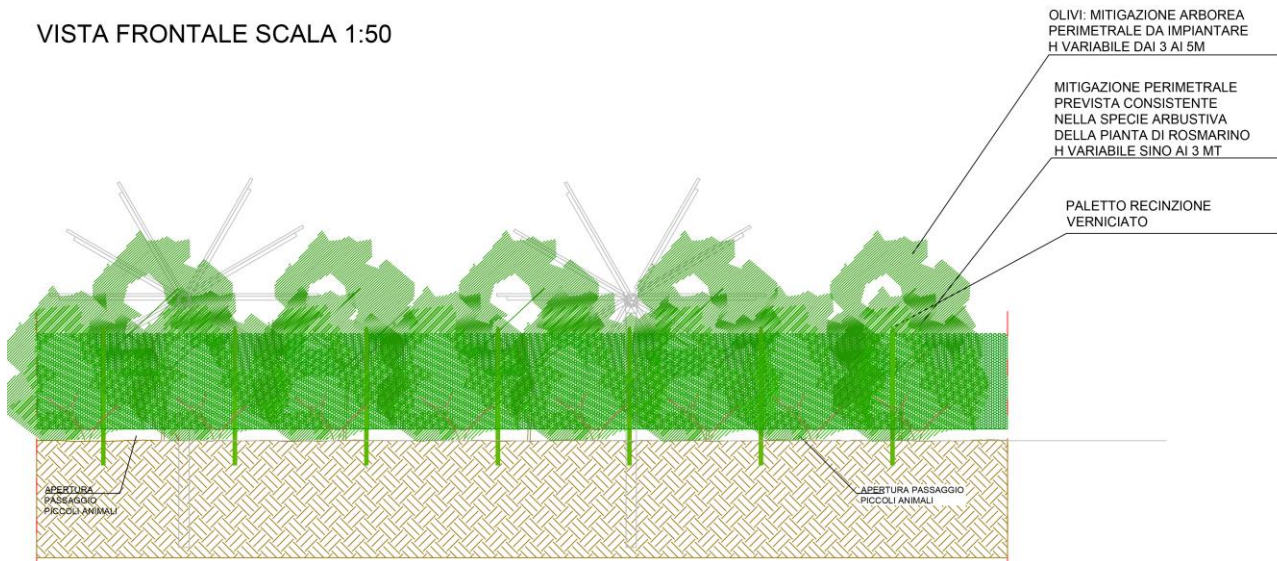 VISTA FRONTALE SCALA 1:50
OLIVI: MITIGAZIONE ARBOREA
PERIMETRALE DA IMPIANTARE
H VARIABILE DAI 3 AI 5M
MITIGAZIONE PERIMETRALE
PREVISTA CONSISTENTE
NELLA SPECIE ARBUSTIVA
DELLA PIANTA DI ROSMARINO
H VARIABILE SINO AI 3 MT
PALETTO RECINZIONE
VERNICIATO
APERTURA
PASSAGGIO
PICCOLI ANIMALI
APERTURA PASSAGGIO
PICCOLI ANIMALI